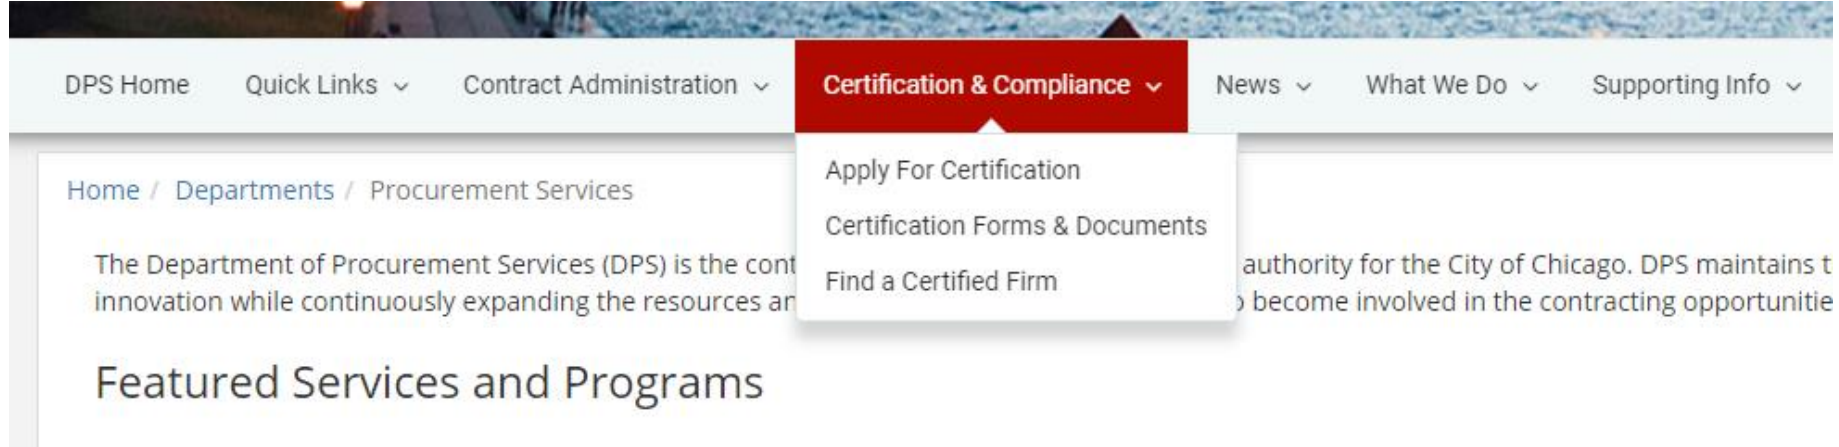 DPS Home Quick Links Contract Administration Certification & Compliance News What We Do Supporting Info
Apply For Certification
Certification Forms & Documents
Find a Certified Firm
Home / Departments / Procurement Services
The Department of Procurement Services (DPS) is the authority for the City of Chicago. DPS maintains
innovation while continuously expanding the resources become involved in the contracting
Featured Services and Programs